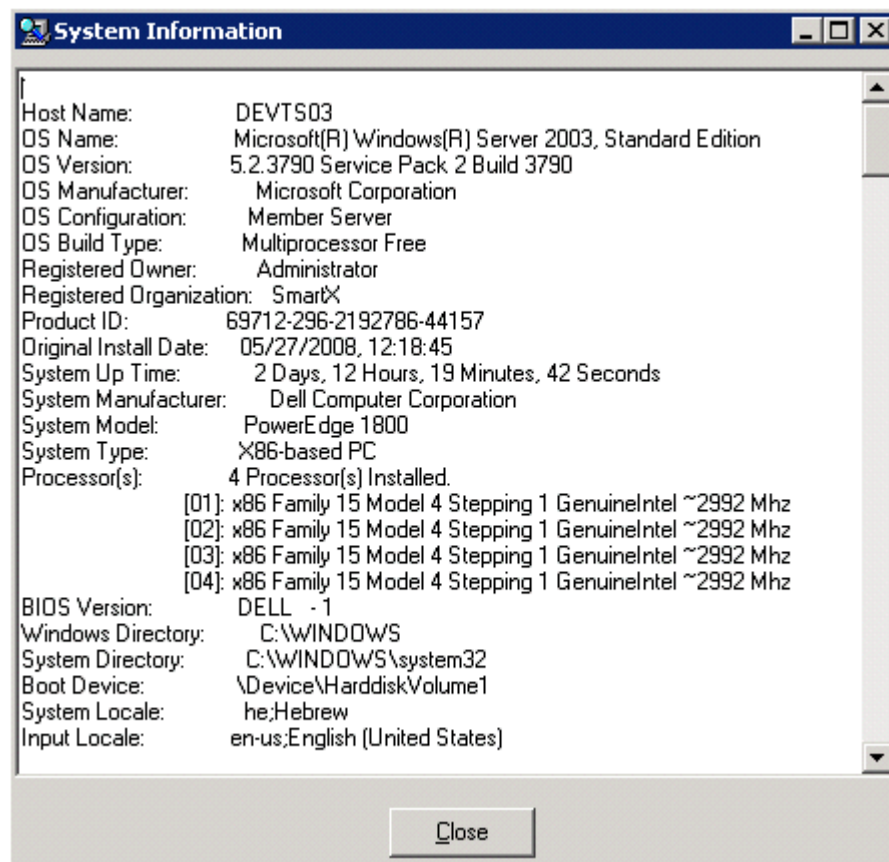 System Information
Host Name: DEVTS03
OS Name: Microsoft(R) Windows(R) Server 2003, Standard Edition
OS Version: 5.2.3790 Service Pack 2 Build 3790
OS Manufacturer: Microsoft Corporation
OS Configuration: Member Server
OS Build Type: Multiprocessor Free
Registered Owner: Administrator
Registered Organization: SmartX
Product ID: 69712-296-2192786-44157
Original Install Date: 05/27/2008, 12:18:45
System Up Time: 2 Days, 12 Hours, 19 Minutes, 42 Seconds
System Manufacturer: Dell Computer Corporation
System Model: PowerEdge 1800
System Type: X86-based PC
Processor(s): 4 Processor(s) Installed.
[01]: x86 Family 15 Model 4 Stepping 1 GenuineIntel ~2992 Mhz
[02]: x86 Family 15 Model 4 Stepping 1 GenuineIntel ~2992 Mhz
[03]: x86 Family 15 Model 4 Stepping 1 GenuineIntel ~2992 Mhz
[04]: x86 Family 15 Model 4 Stepping 1 GenuineIntel ~2992 Mhz
BIOS Version: DELL - 1
Windows Directory: C:\WINDOWS
System Directory: C:\WINDOWS\system32
Boot Device: \Device\HarddiskVolume1
System Locale: he;Hebrew
Input Locale: en-us;English (United States)
Close